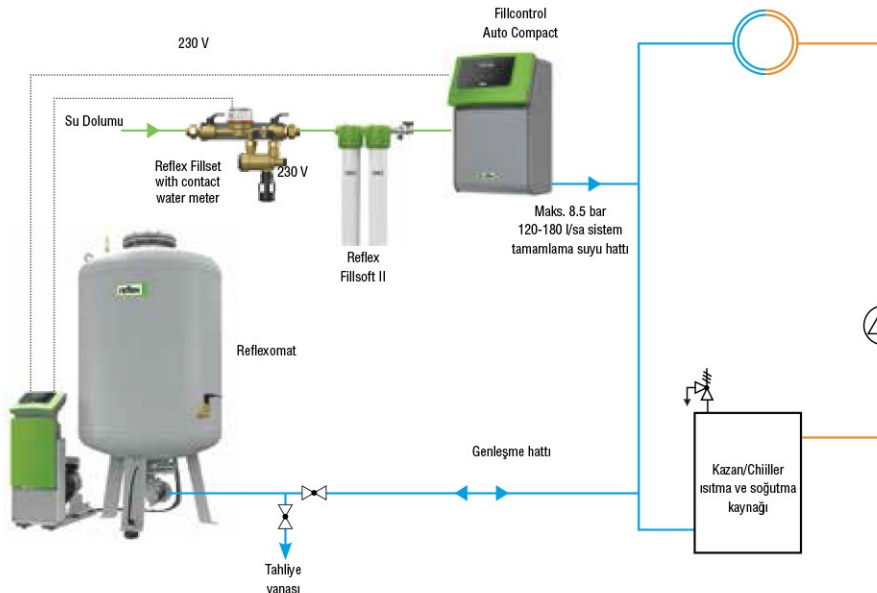 230 V
Fillcontrol
Auto Compact
Su Dolumu
Reflex Fillset
with contact
water meter
230 V
Reflex
Fillsoft II
Maks. 8.5 bar
120-180 l/sa sistem
tamamlama suyu hattı
reflex
Reflexomat
Genleşme hattı
Kazan/Chiiller
ısıtma ve soğutma
kaynağı
Tahliye
vanası